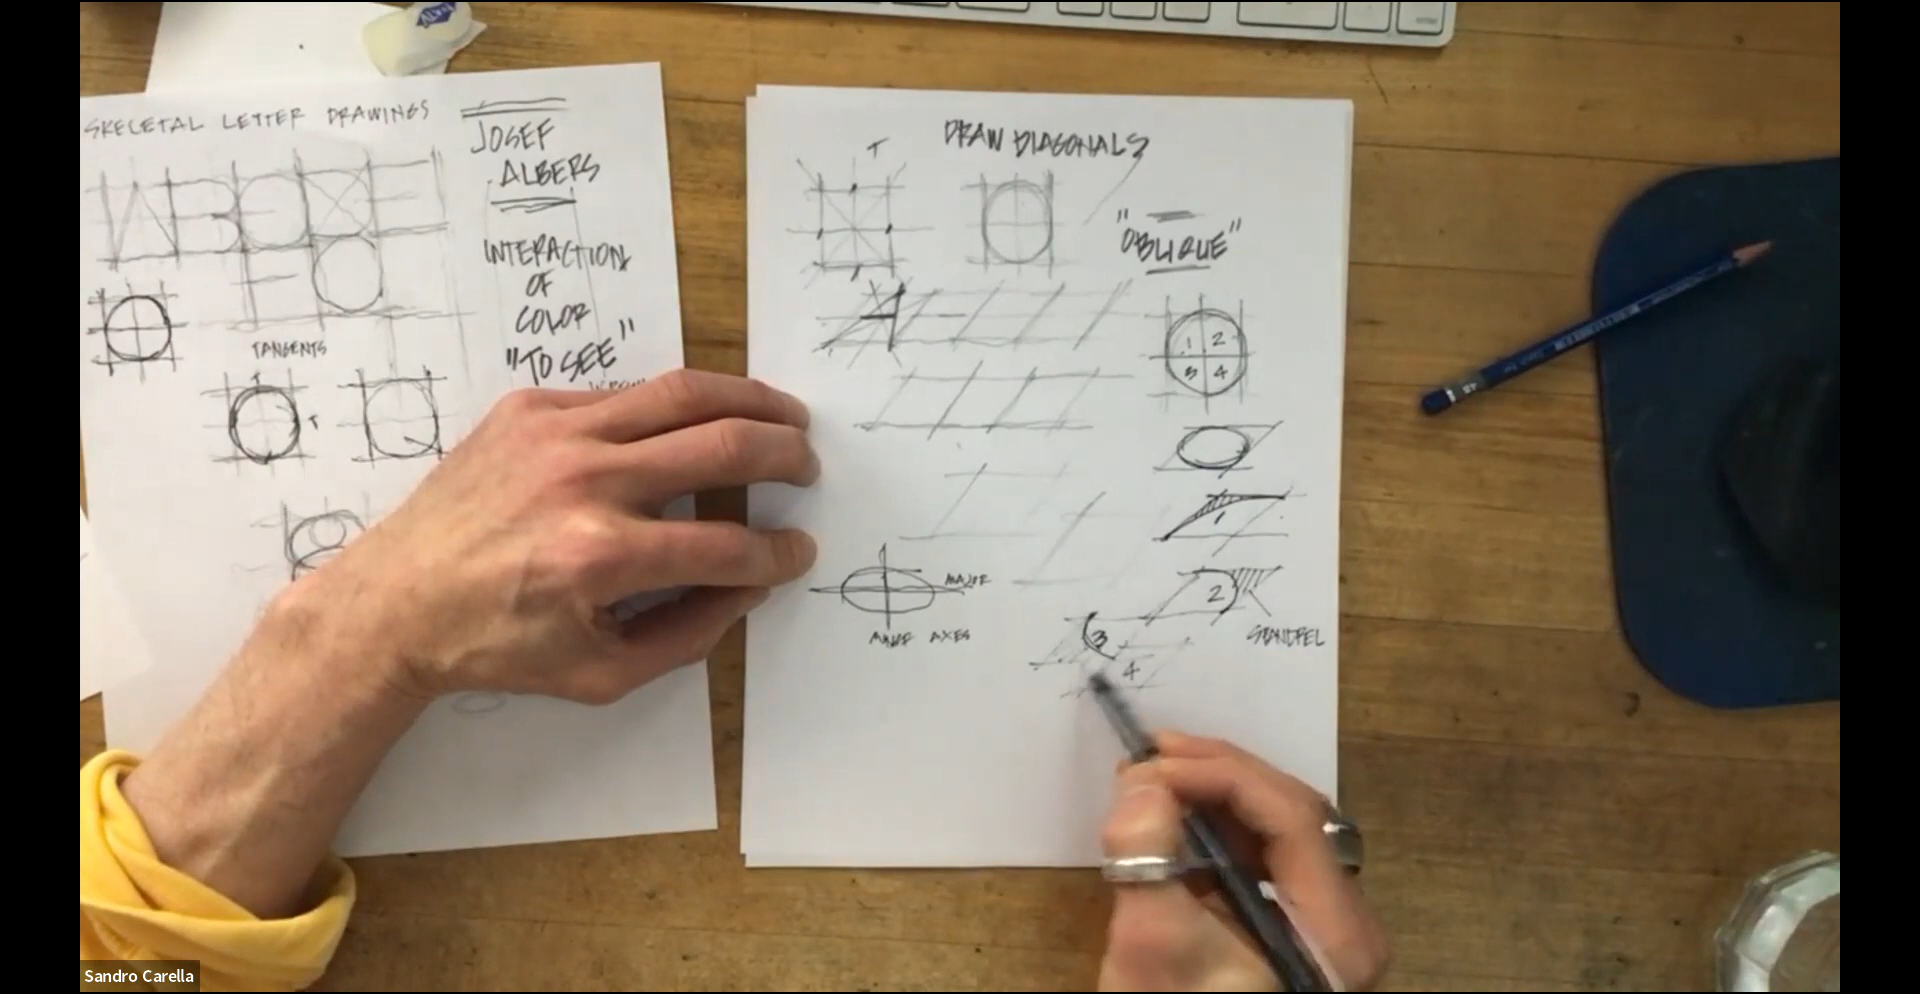 SKELETAL LETTER DRAWINGS
JOSEF
ALBERS
INTERACTION
OF
COLOR
"TO SEE"
TANGENTS
T
T
DRAW DIAGONALS
T
"OBLIQUE"
A
1 2
3 4
1
2
SPANDREL
3
4
MAJOR
AXES
Sandro Carella